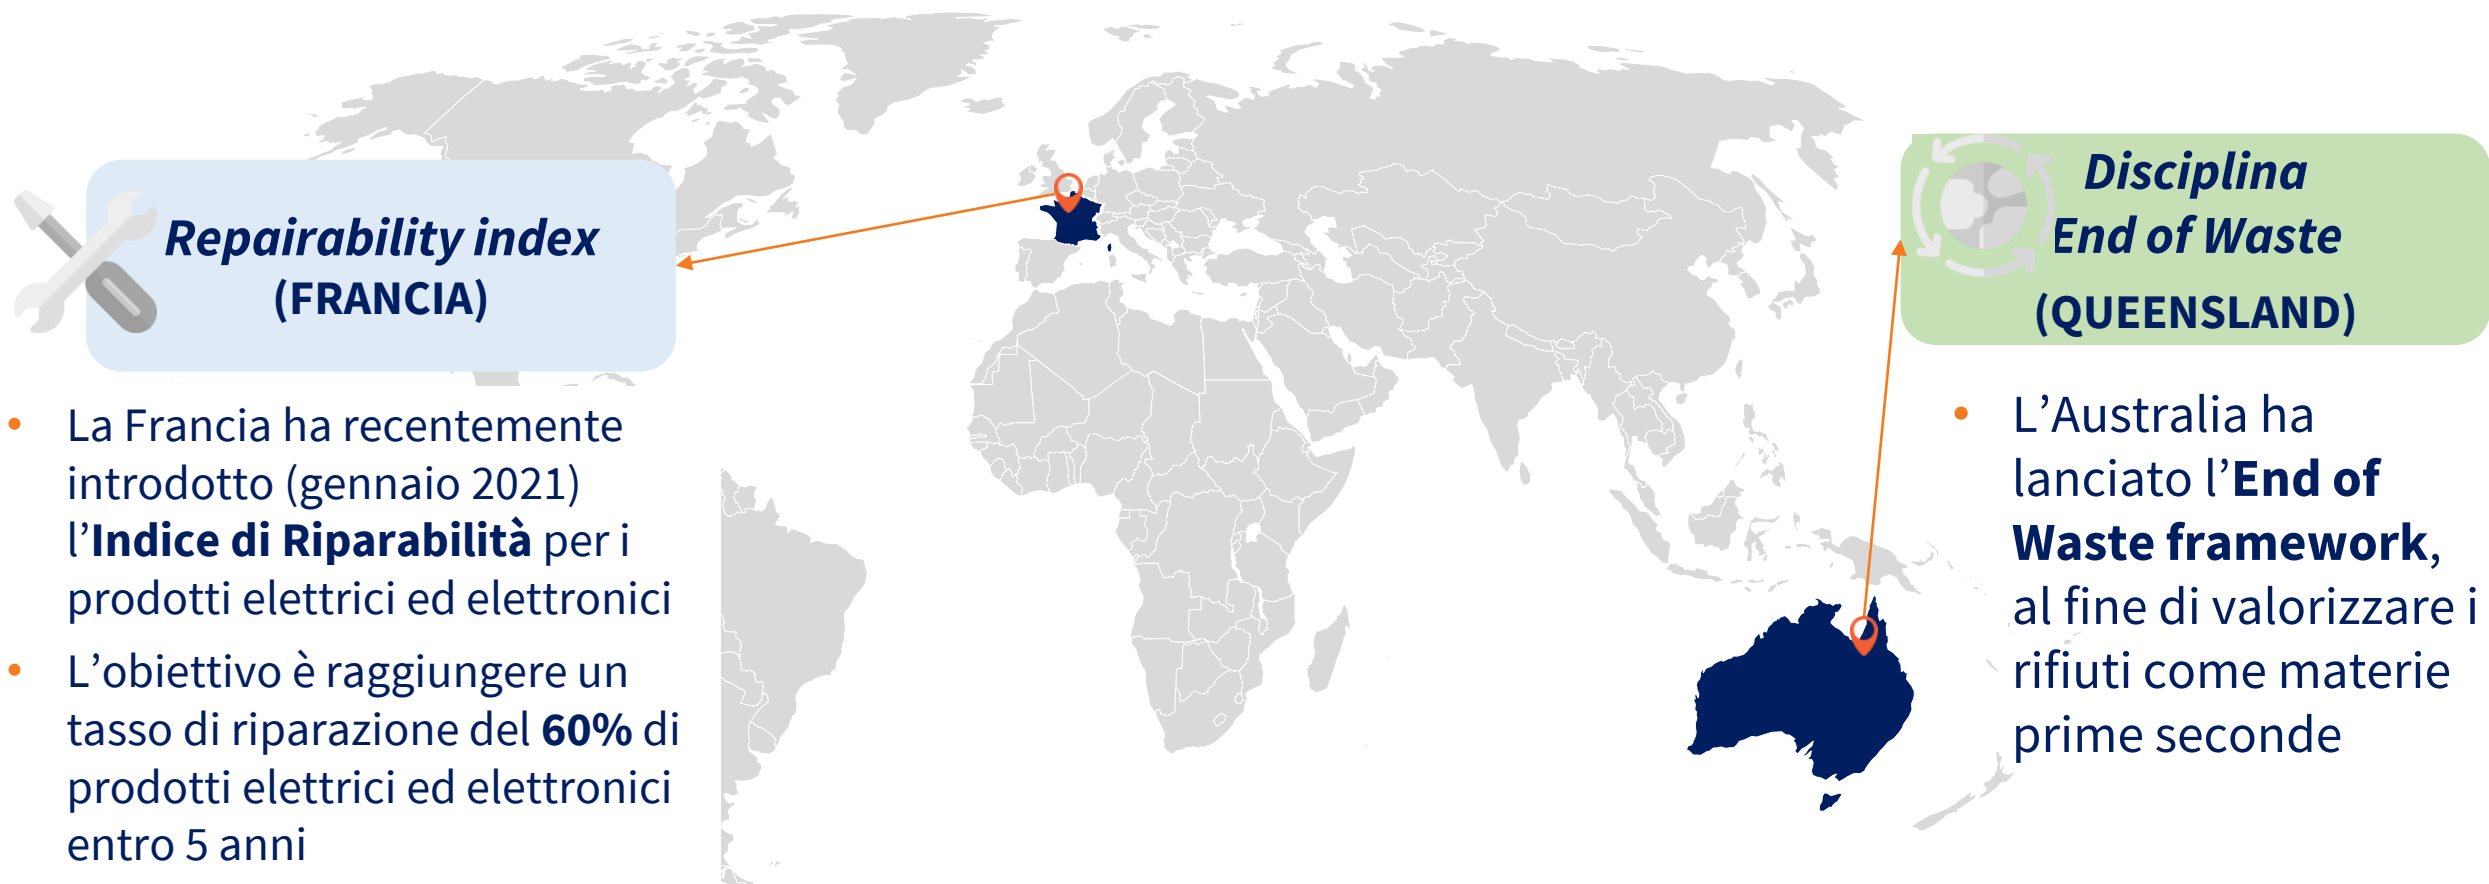 Repairability index
(FRANCIA)
• La Francia ha recentemente
introdotto (gennaio 2021)
l’Indice di Riparabilità per i
prodotti elettrici ed elettronici
• L’obiettivo è raggiungere un
tasso di riparazione del 60% di
prodotti elettrici ed elettronici
entro 5 anni
Disciplina
End of Waste
(QUEENSLAND)
• L’Australia ha
lanciato l’End of
Waste framework,
al fine di valorizzare i
rifiuti come materie
prime seconde